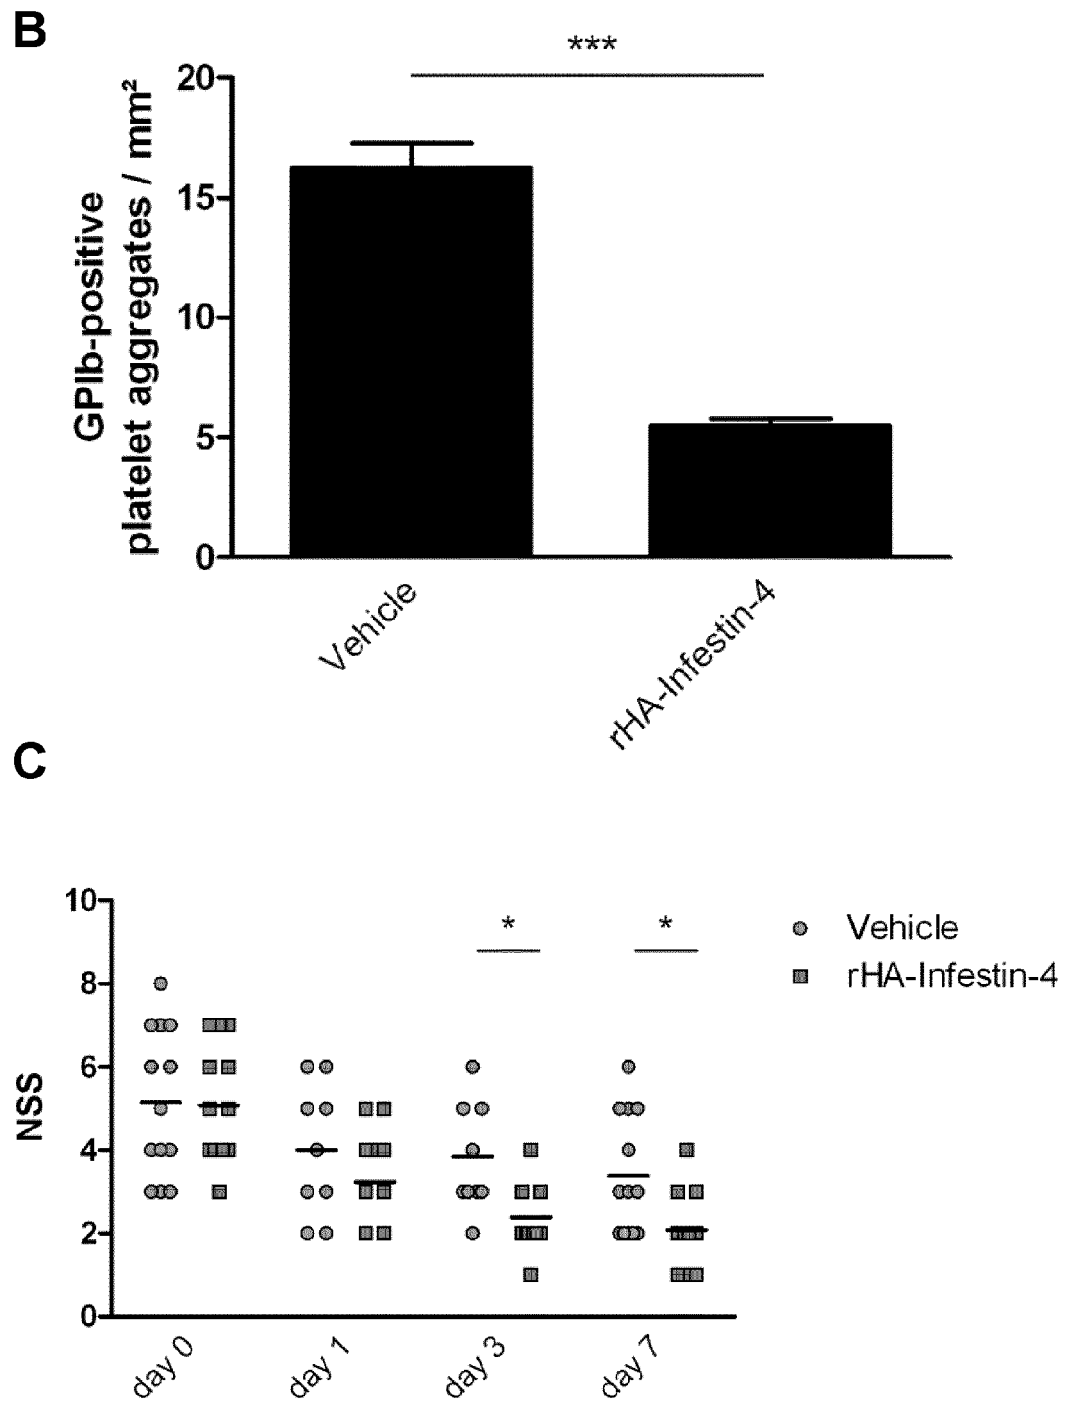 B
***
20
15
10
5
0
GPIb-positive
platelet aggregates / mm²
Vehicle
rHA-Infestin-4
C
10
8
6
4
2
0
NSS
* *
Vehicle
rHA-Infestin-4
day 0
day 1
day 3
day 7